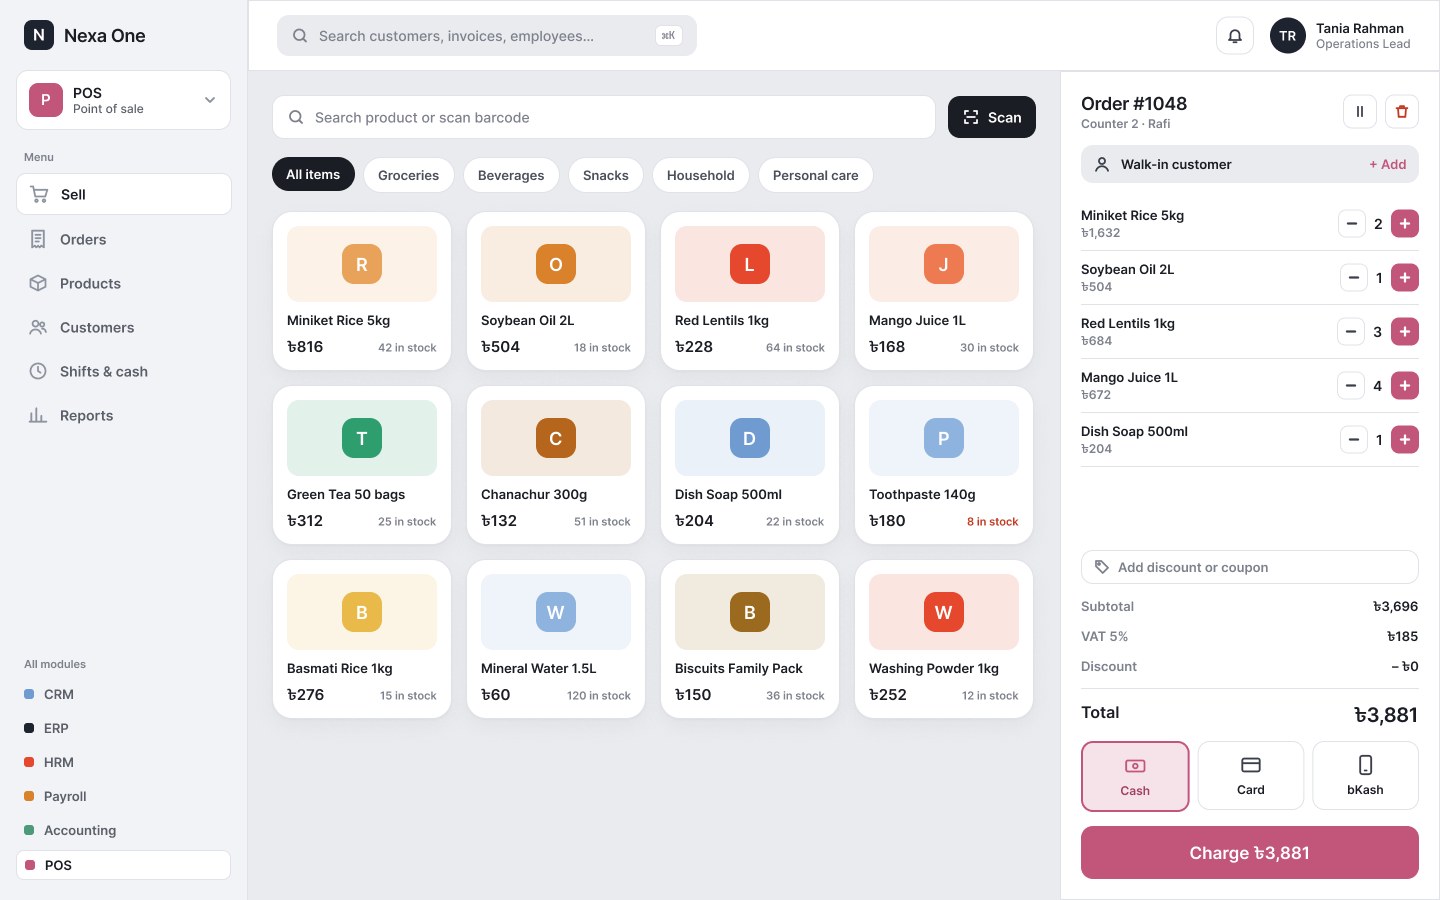 N Nexa One
Search customers, invoices, employees... ⌘K
TR
Tania Rahman
Operations Lead
P
POS
Point of sale
Menu
Sell
Orders
Products
Customers
Shifts & cash
Reports
All modules
CRM
ERP
HRM
Payroll
Accounting
POS
Search product or scan barcode
Scan
All items Groceries Beverages Snacks Household Personal care
R O L J
Miniket Rice 5kg Soybean Oil 2L Red Lentils 1kg Mango Juice 1L
৳816 42 in stock ৳504 18 in stock ৳228 64 in stock ৳168 30 in stock
T C D P
Green Tea 50 bags Chanachur 300g Dish Soap 500ml Toothpaste 140g
৳312 25 in stock ৳132 51 in stock ৳204 22 in stock ৳180 8 in stock
B W B W
Basmati Rice 1kg Mineral Water 1.5L Biscuits Family Pack Washing Powder 1kg
৳276 15 in stock ৳60 120 in stock ৳150 36 in stock ৳252 12 in stock
Order #1048
Counter 2 · Rafi
Walk-in customer + Add
Miniket Rice 5kg
৳1,632
− 2 +
Soybean Oil 2L
৳504
− 1 +
Red Lentils 1kg
৳684
− 3 +
Mango Juice 1L
৳672
− 4 +
Dish Soap 500ml
৳204
− 1 +
Add discount or coupon
Subtotal ৳3,696
VAT 5% ৳185
Discount – ৳0
Total ৳3,881
Cash Card bKash
Charge ৳3,881